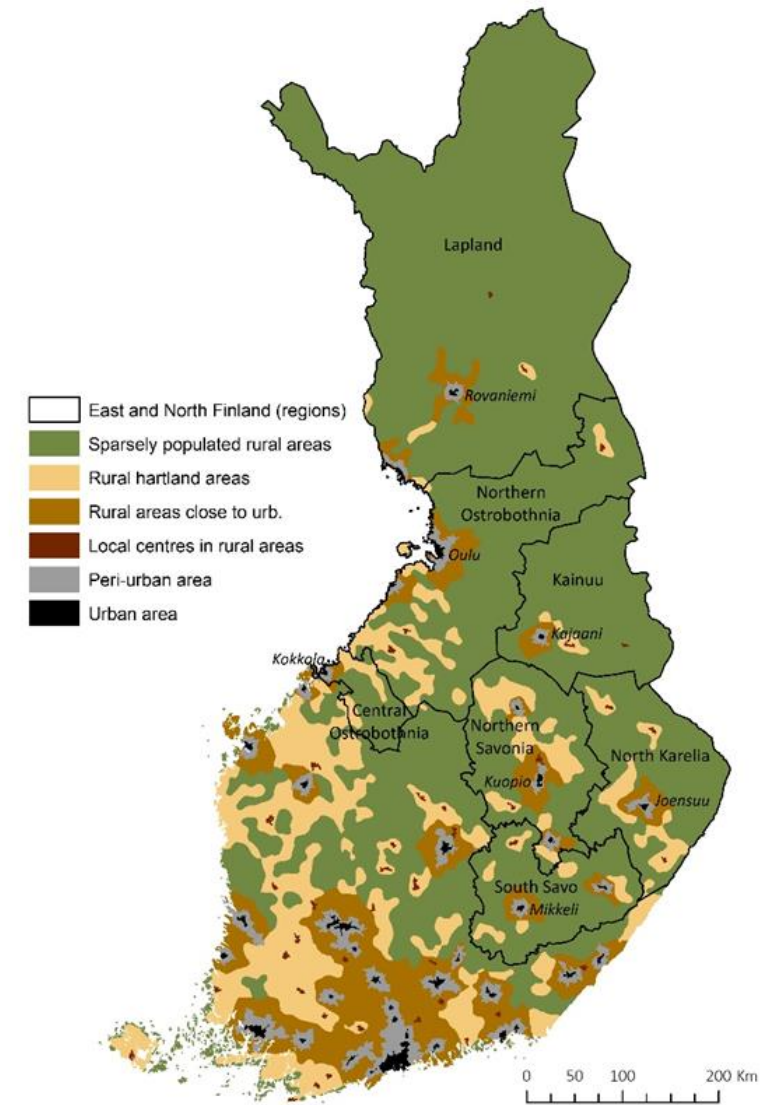 Lapland
Rovaniemi
East and North Finland (regions)
Sparsely populated rural areas
Rural hartland areas
Rural areas close to urb.
Local centres in rural areas
Peri-urban area
Urban area
Northern
Ostrobothnia
Oulu
Kainuu
Kajaani
Kokkola
Central
Ostrobothnia
Northern
Savonia
North Karelia
Kuopio
Joensuu
South Savo
Mikkeli
0 50 100 200 Km